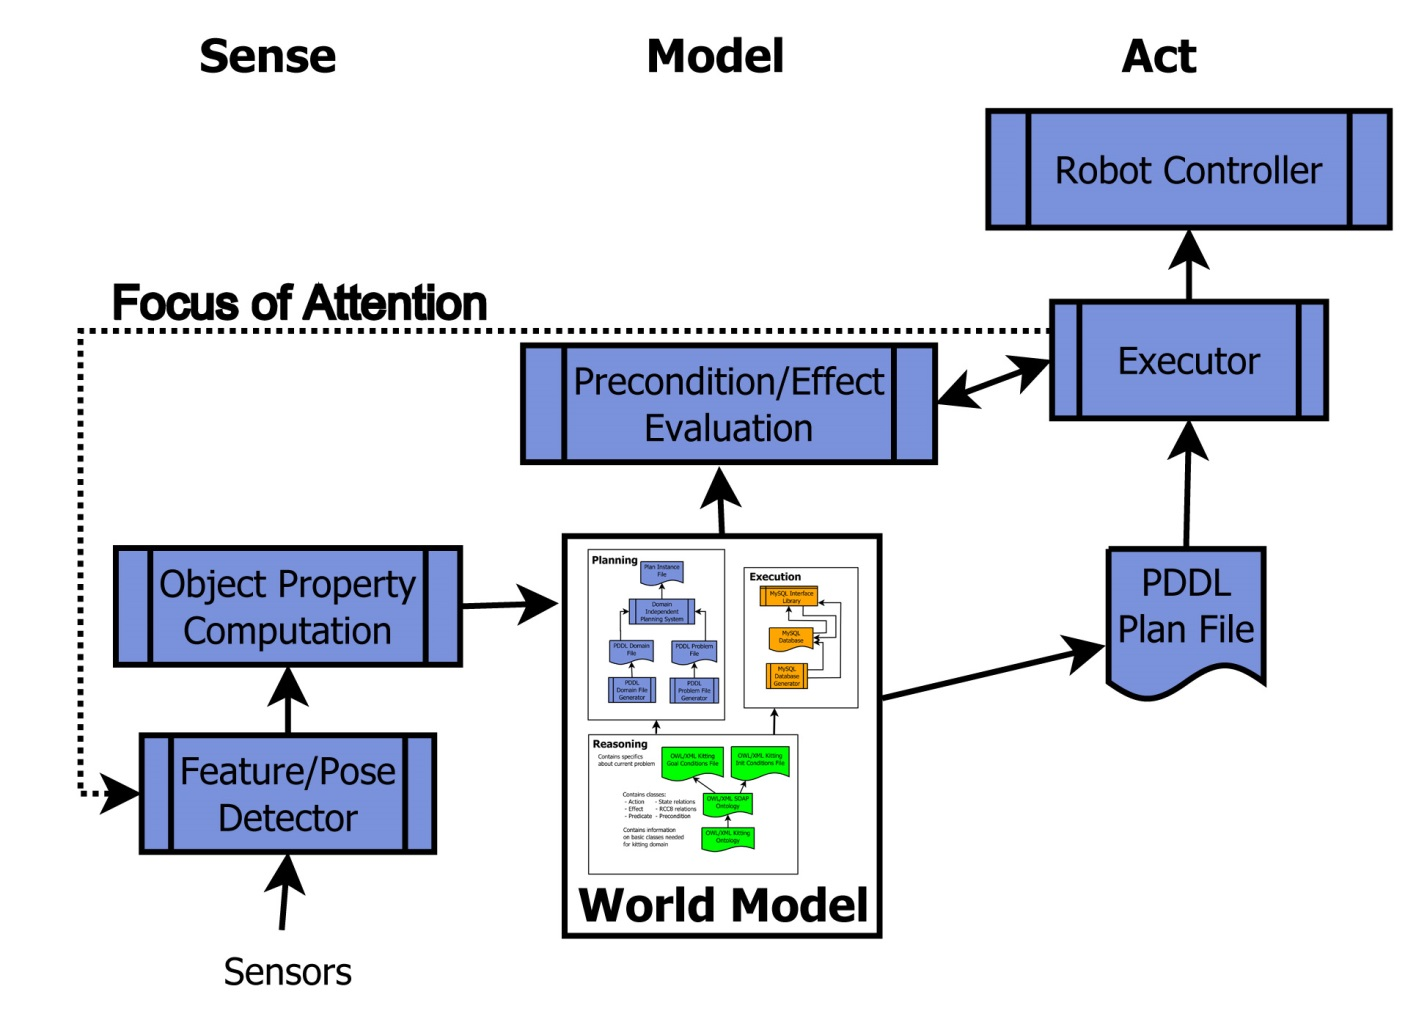 Sense
Model
Act
Robot Controller
Focus of Attention
Executor
Precondition/Effect
Evaluation
Object Property
Computation
PDDL
Plan File
Feature/Pose
Detector
Sensors
Planning
Plan Instance
File
Domain
Independent
Planning System
PDDL Domain
File
PDDL Problem
File
PDDL
Domain File
Generator
PDDL
Problem File
Generator
Execution
MySQL Interface
Library
MySQL
Database
MySQL
Database
Generator
Reasoning
Contains specifics
about current problem
OWL/XML Kitting
Goal Conditions File
OWL/XML Kitting
Init Conditions File
Contains classes:
- Action - State relations
- Effect - RCC8 relations
- Predicate - Precondition
OWL/XML SOAP
Ontology
Contains information
on basic classes needed
for kitting domain
OWL/XML Kitting
Ontology
World Model